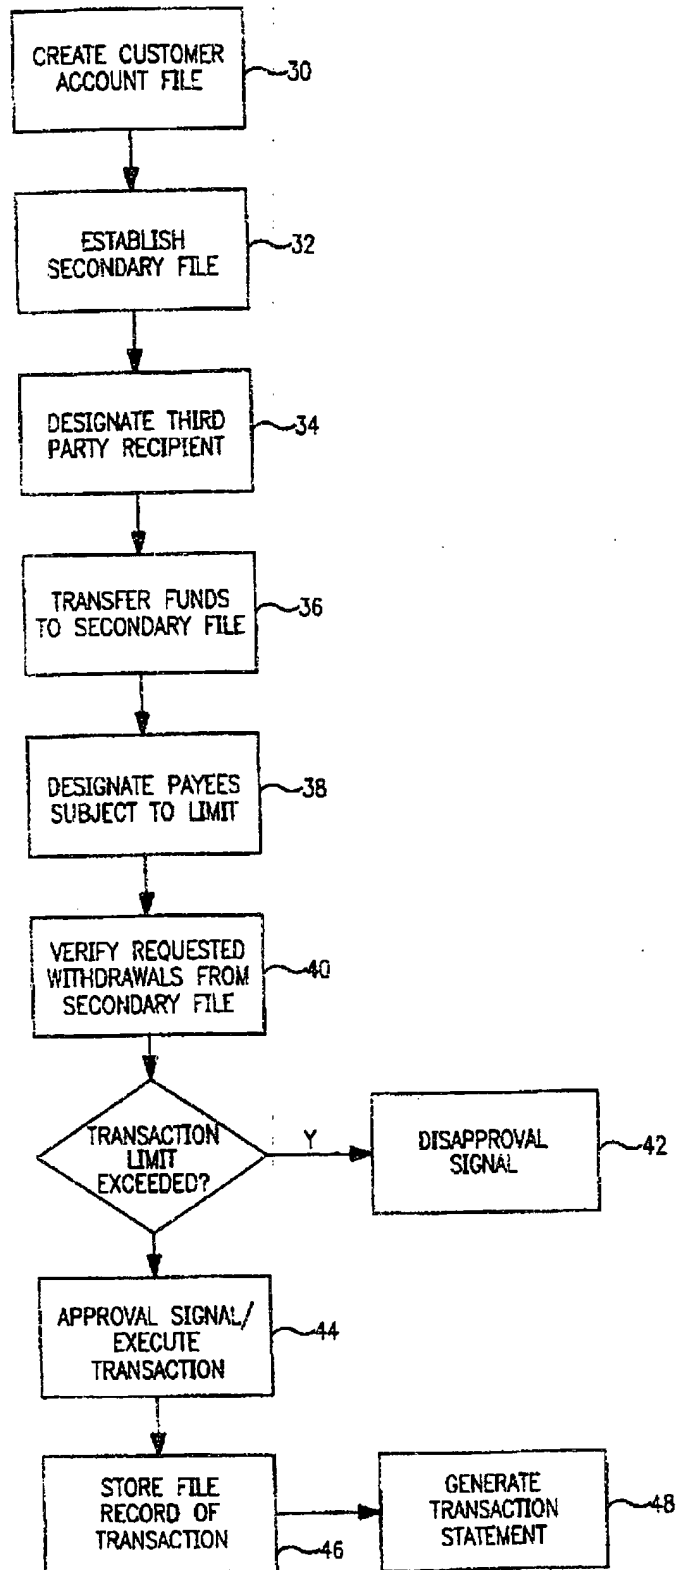 CREATE CUSTOMER
ACCOUNT FILE
30
ESTABLISH
SECONDARY FILE
32
DESIGNATE THIRD
PARTY RECIPIENT
34
TRANSFER FUNDS
TO SECONDARY FILE
36
DESIGNATE PAYEES
SUBJECT TO LIMIT
38
VERIFY REQUESTED
WITHDRAWALS FROM
SECONDARY FILE
40
TRANSACTION
LIMIT
EXCEEDED?
Y
DISAPPROVAL
SIGNAL
42
APPROVAL SIGNAL/
EXECUTE
TRANSACTION
44
STORE FILE
RECORD OF
TRANSACTION
46
GENERATE
TRANSACTION
STATEMENT
48